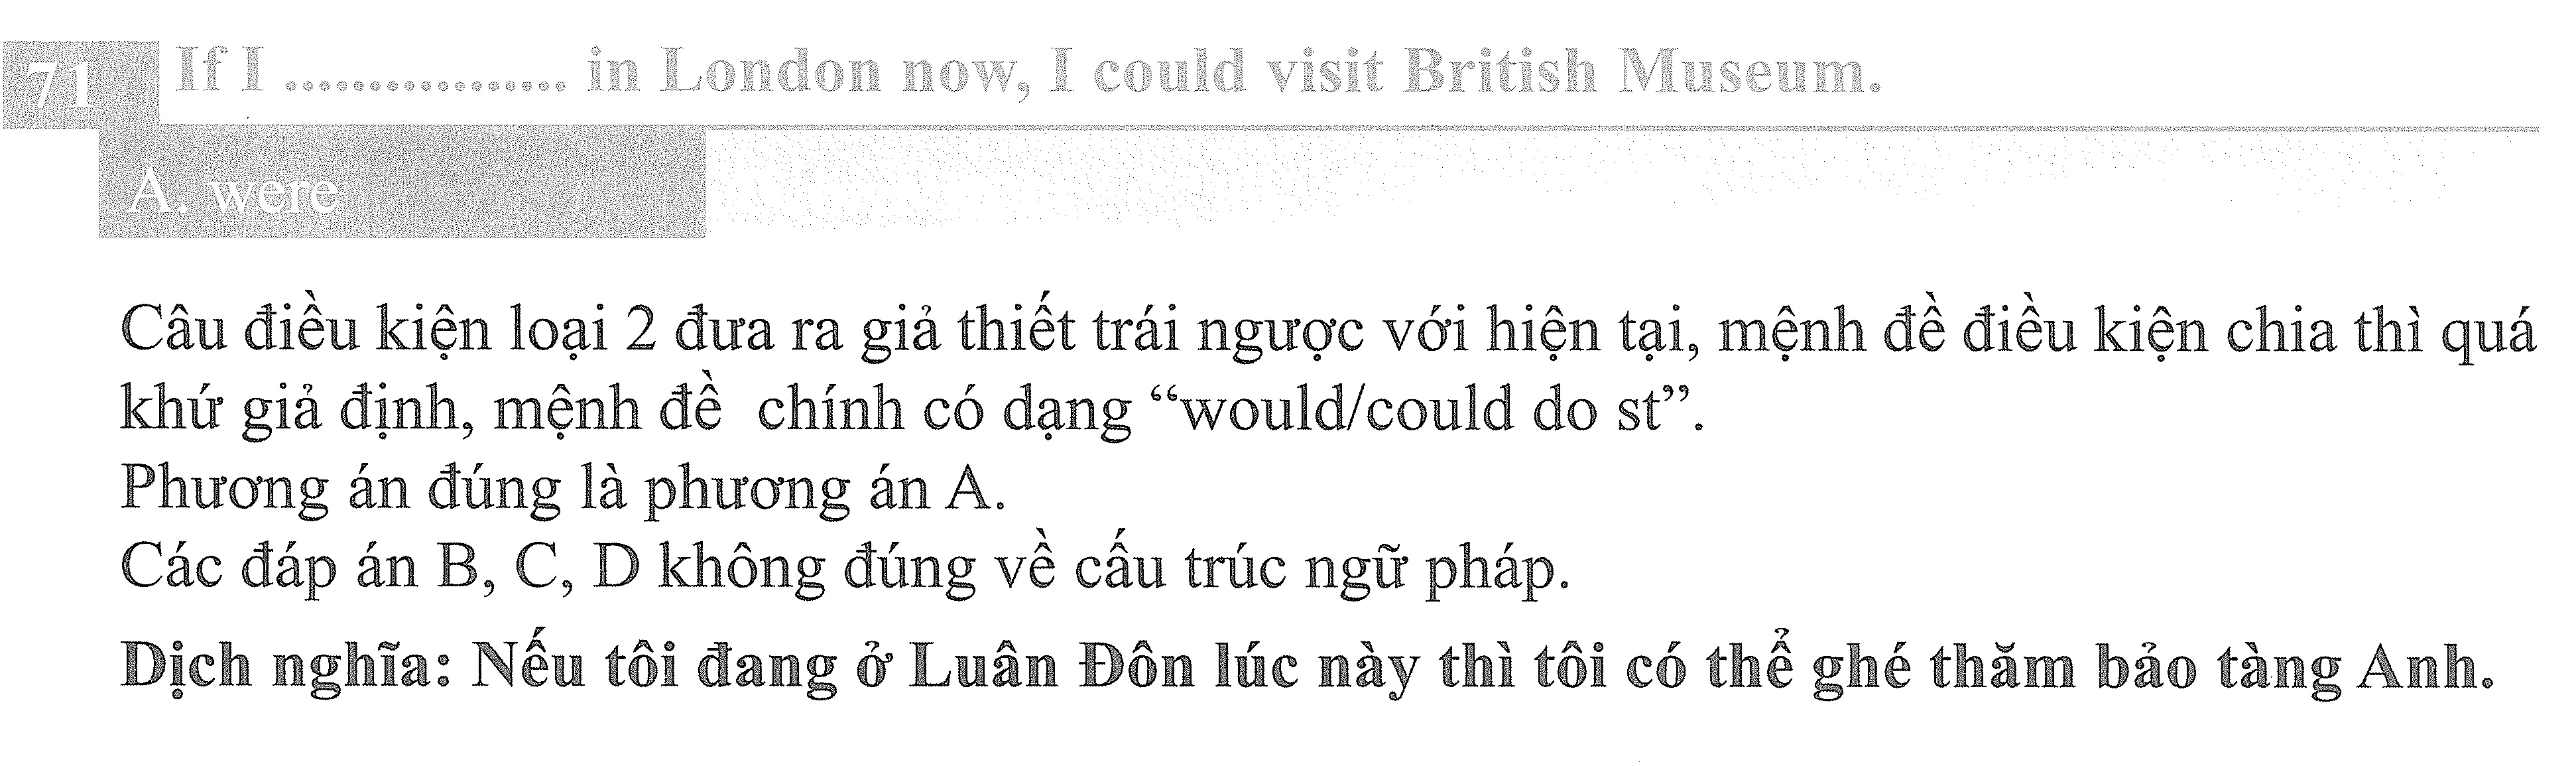 71 If I ................. in London now, I could visit British Museum.
A. were
Câu điều kiện loại 2 đưa ra giả thiết trái ngược với hiện tại, mệnh đề điều kiện chia thì quá
khứ giả định, mệnh đề chính có dạng “would/could do st”.
Phương án đúng là phương án A.
Các đáp án B, C, D không đúng về cấu trúc ngữ pháp.
Dịch nghĩa: Nếu tôi đang ở Luân Đôn lúc này thì tôi có thể ghé thăm bảo tàng Anh.